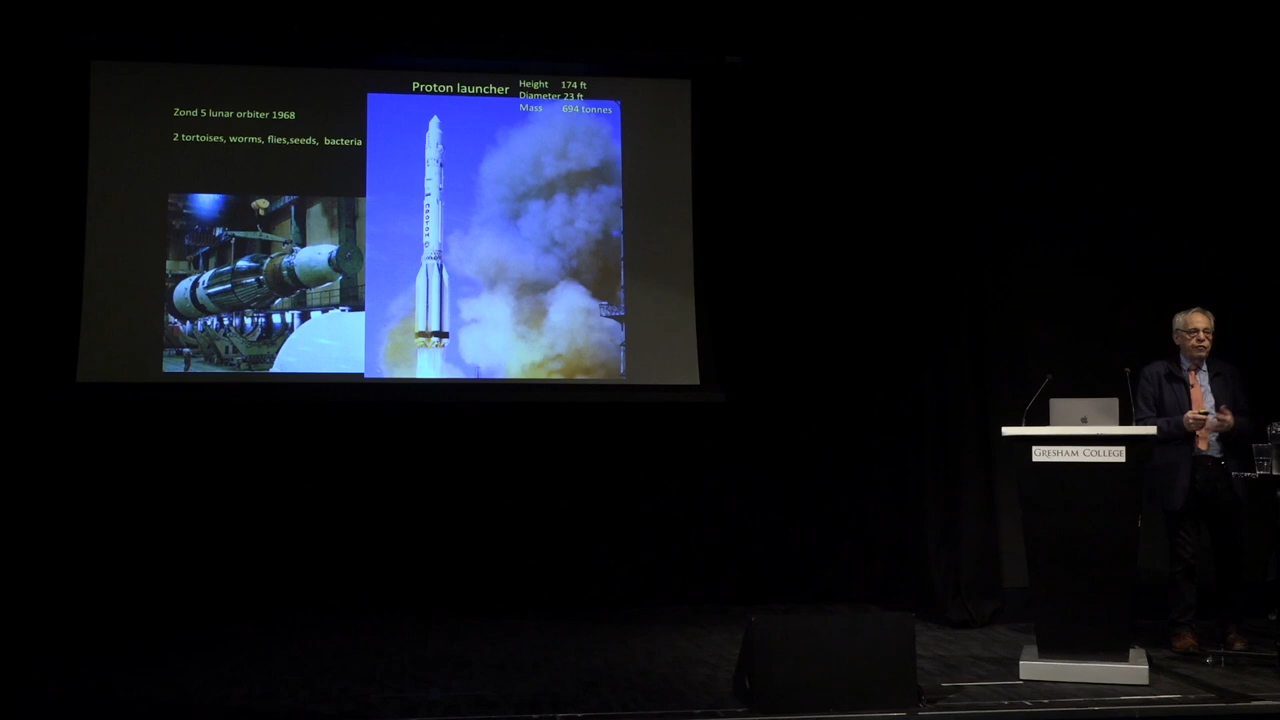 Proton launcher
Height 174 ft
Diameter 23 ft
Mass 694 tonnes
Zond 5 lunar orbiter 1968
2 tortoises, worms, flies,seeds, bacteria
ПРОТОН
GRESHAM COLLEGE